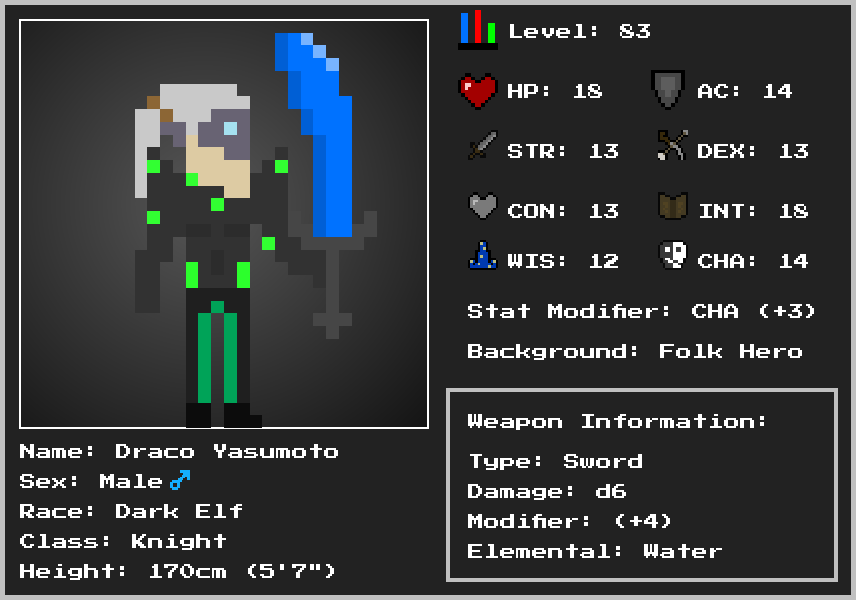 Level: 83
HP: 18 AC: 14
STR: 13 DEX: 13
CON: 13 INT: 18
WIS: 12 CHA: 14
Stat Modifier: CHA (+3)
Background: Folk Hero
Weapon Information:
Type: Sword
Damage: d6
Modifier: (+4)
Elemental: Water
Name: Draco Yasumoto
Sex: Male ♂
Race: Dark Elf
Class: Knight
Height: 170cm (5'7")